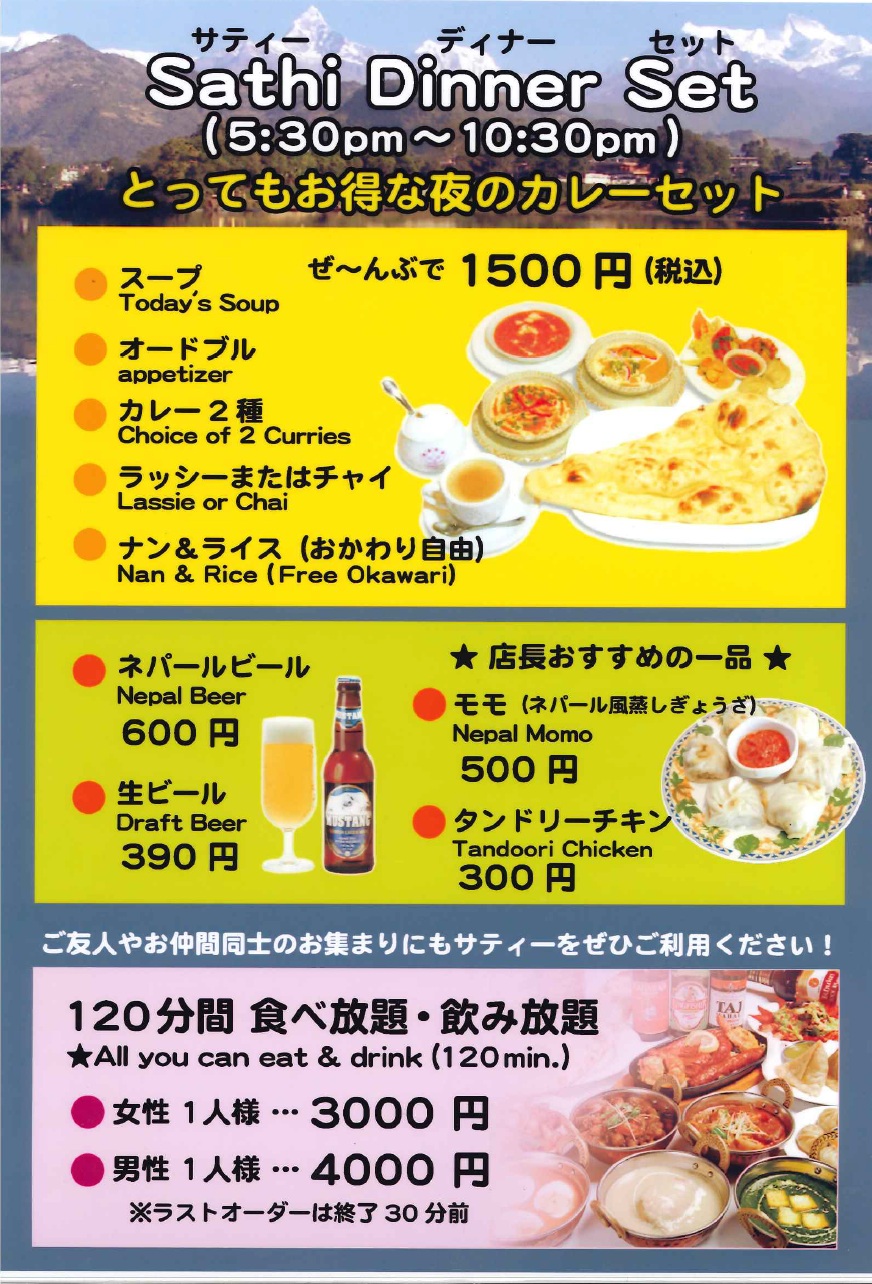 サティー ディナー セット
Sathi Dinner Set
(5:30pm～10:30pm)
とってもお得な夜のカレーセット
ぜ～んぶで 1500円(税込)
スープ
Today's Soup
オードブル
appetizer
カレー2種
Choice of 2 Curries
ラッシーまたはチャイ
Lassie or Chai
ナン＆ライス (おかわり自由)
Nan & Rice (Free Okawari)
ネパールビール
Nepal Beer
600円
生ビール
Draft Beer
390円
MUSTANG
★ 店長おすすめの一品 ★
モモ (ネパール風蒸しぎょうざ)
Nepal Momo
500円
タンドリーチキン
Tandoori Chicken
300円
ご友人やお仲間同士のお集まりにもサティーをぜひご利用ください！
120分間 食べ放題・飲み放題
★All you can eat & drink (120min.)
女性 1人様 … 3000円
男性 1人様 … 4000円
※ラストオーダーは終了30分前
TAJ